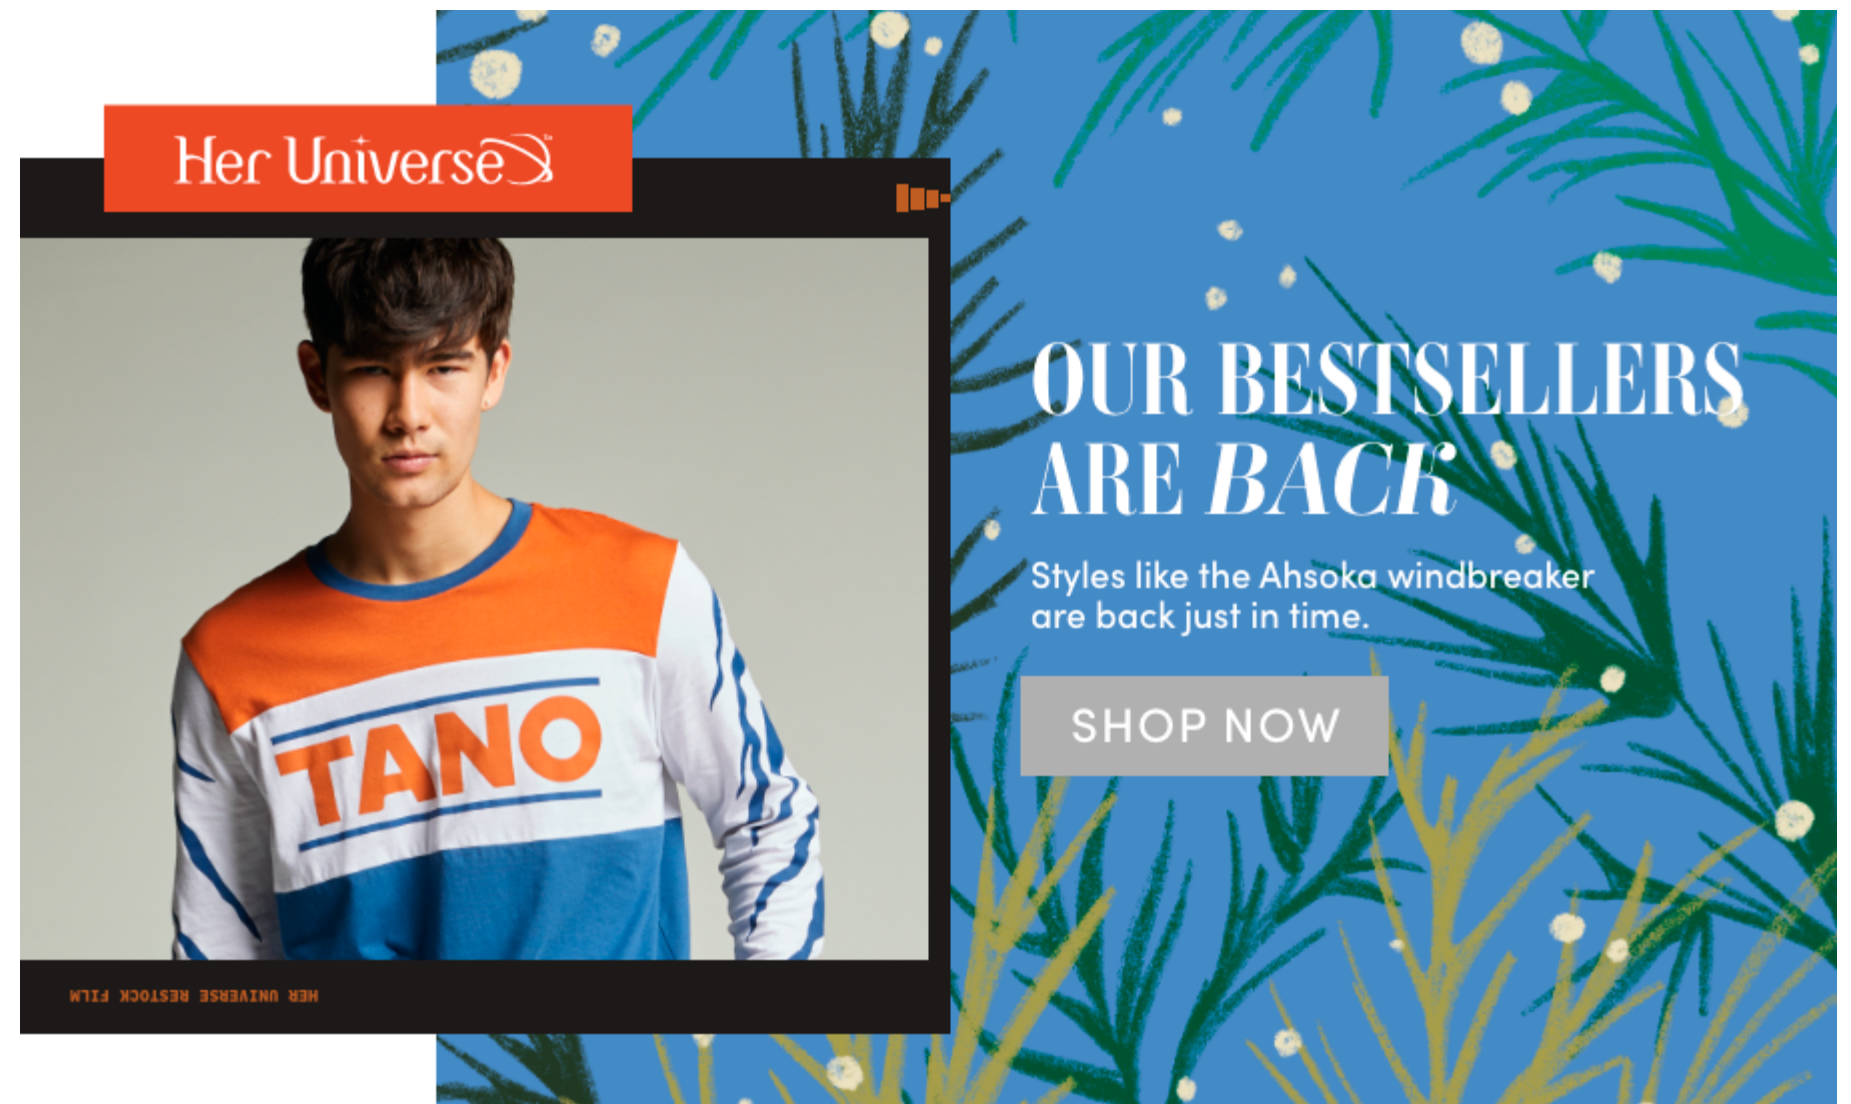 Her Universe
OUR BESTSELLERS
ARE BACK
Styles like the Ahsoka windbreaker
are back just in time.
SHOP NOW
TANO
HER UNIVERSE RESTOCK FILM